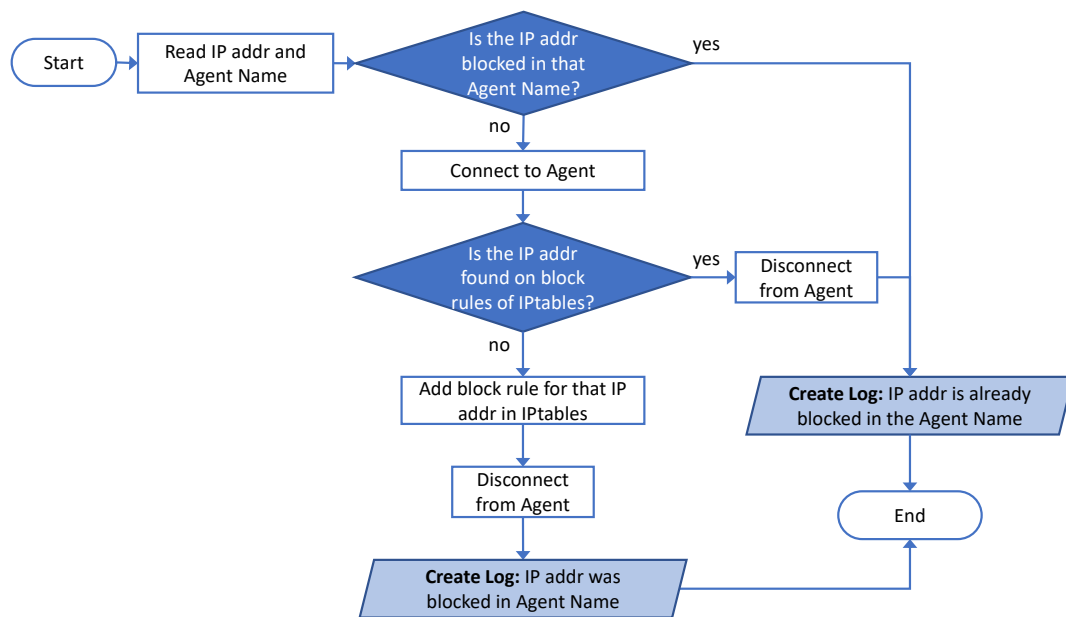 Start
Read IP addr and
Agent Name
Is the IP addr
blocked in that
Agent Name?
yes
no
Connect to Agent
Is the IP addr
found on block
rules of IPtables?
yes
Disconnect
from Agent
no
Add block rule for that IP
addr in IPtables
Create Log: IP addr is already
blocked in the Agent Name
Disconnect
from Agent
End
Create Log: IP addr was
blocked in Agent Name